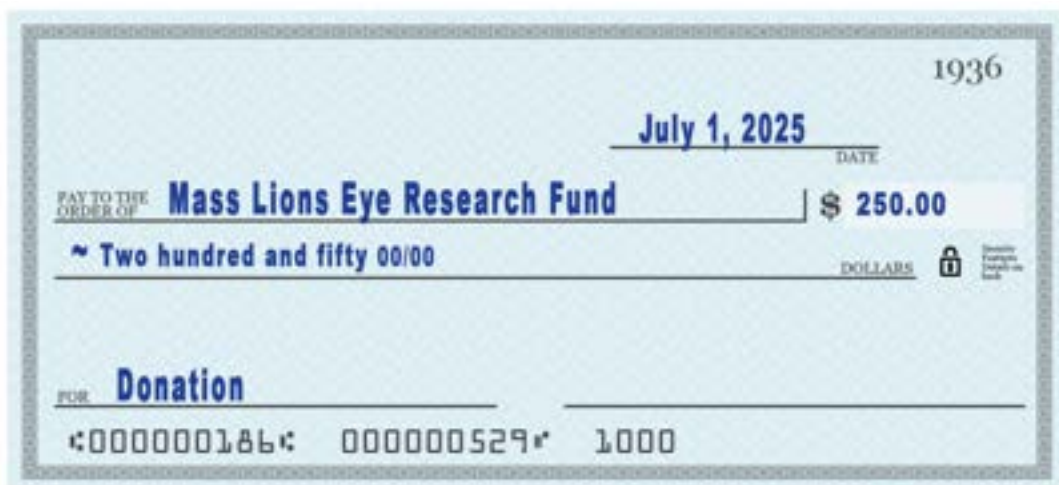 1936
July 1, 2025
DATE
PAY TO THE
ORDER OF Mass Lions Eye Research Fund $ 250.00
~ Two hundred and fifty 00/00
DOLLARS
FOR Donation
⑆000000186⑆ 000000529⑈ 1000